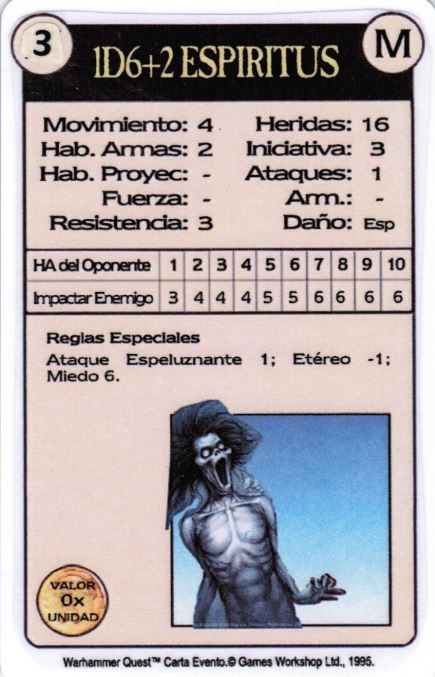 3
M
1D6+2 ESPIRITUS
Movimiento: 4 Heridas: 16
Hab. Armas: 2 Iniciativa: 3
Hab. Proyec: - Ataques: 1
Fuerza: - Arm.: -
Resistencia: 3 Daño: Esp
HA del Oponente 1 2 3 4 5 6 7 8 9 10
Impactar Enemigo 3 4 4 4 5 5 6 6 6 6
Reglas Especiales
Ataque Espeluznante 1; Etéreo -1;
Miedo 6.
VALOR
0x
UNIDAD
Warhammer Quest™ Carta Evento.© Games Workshop Ltd., 1995.